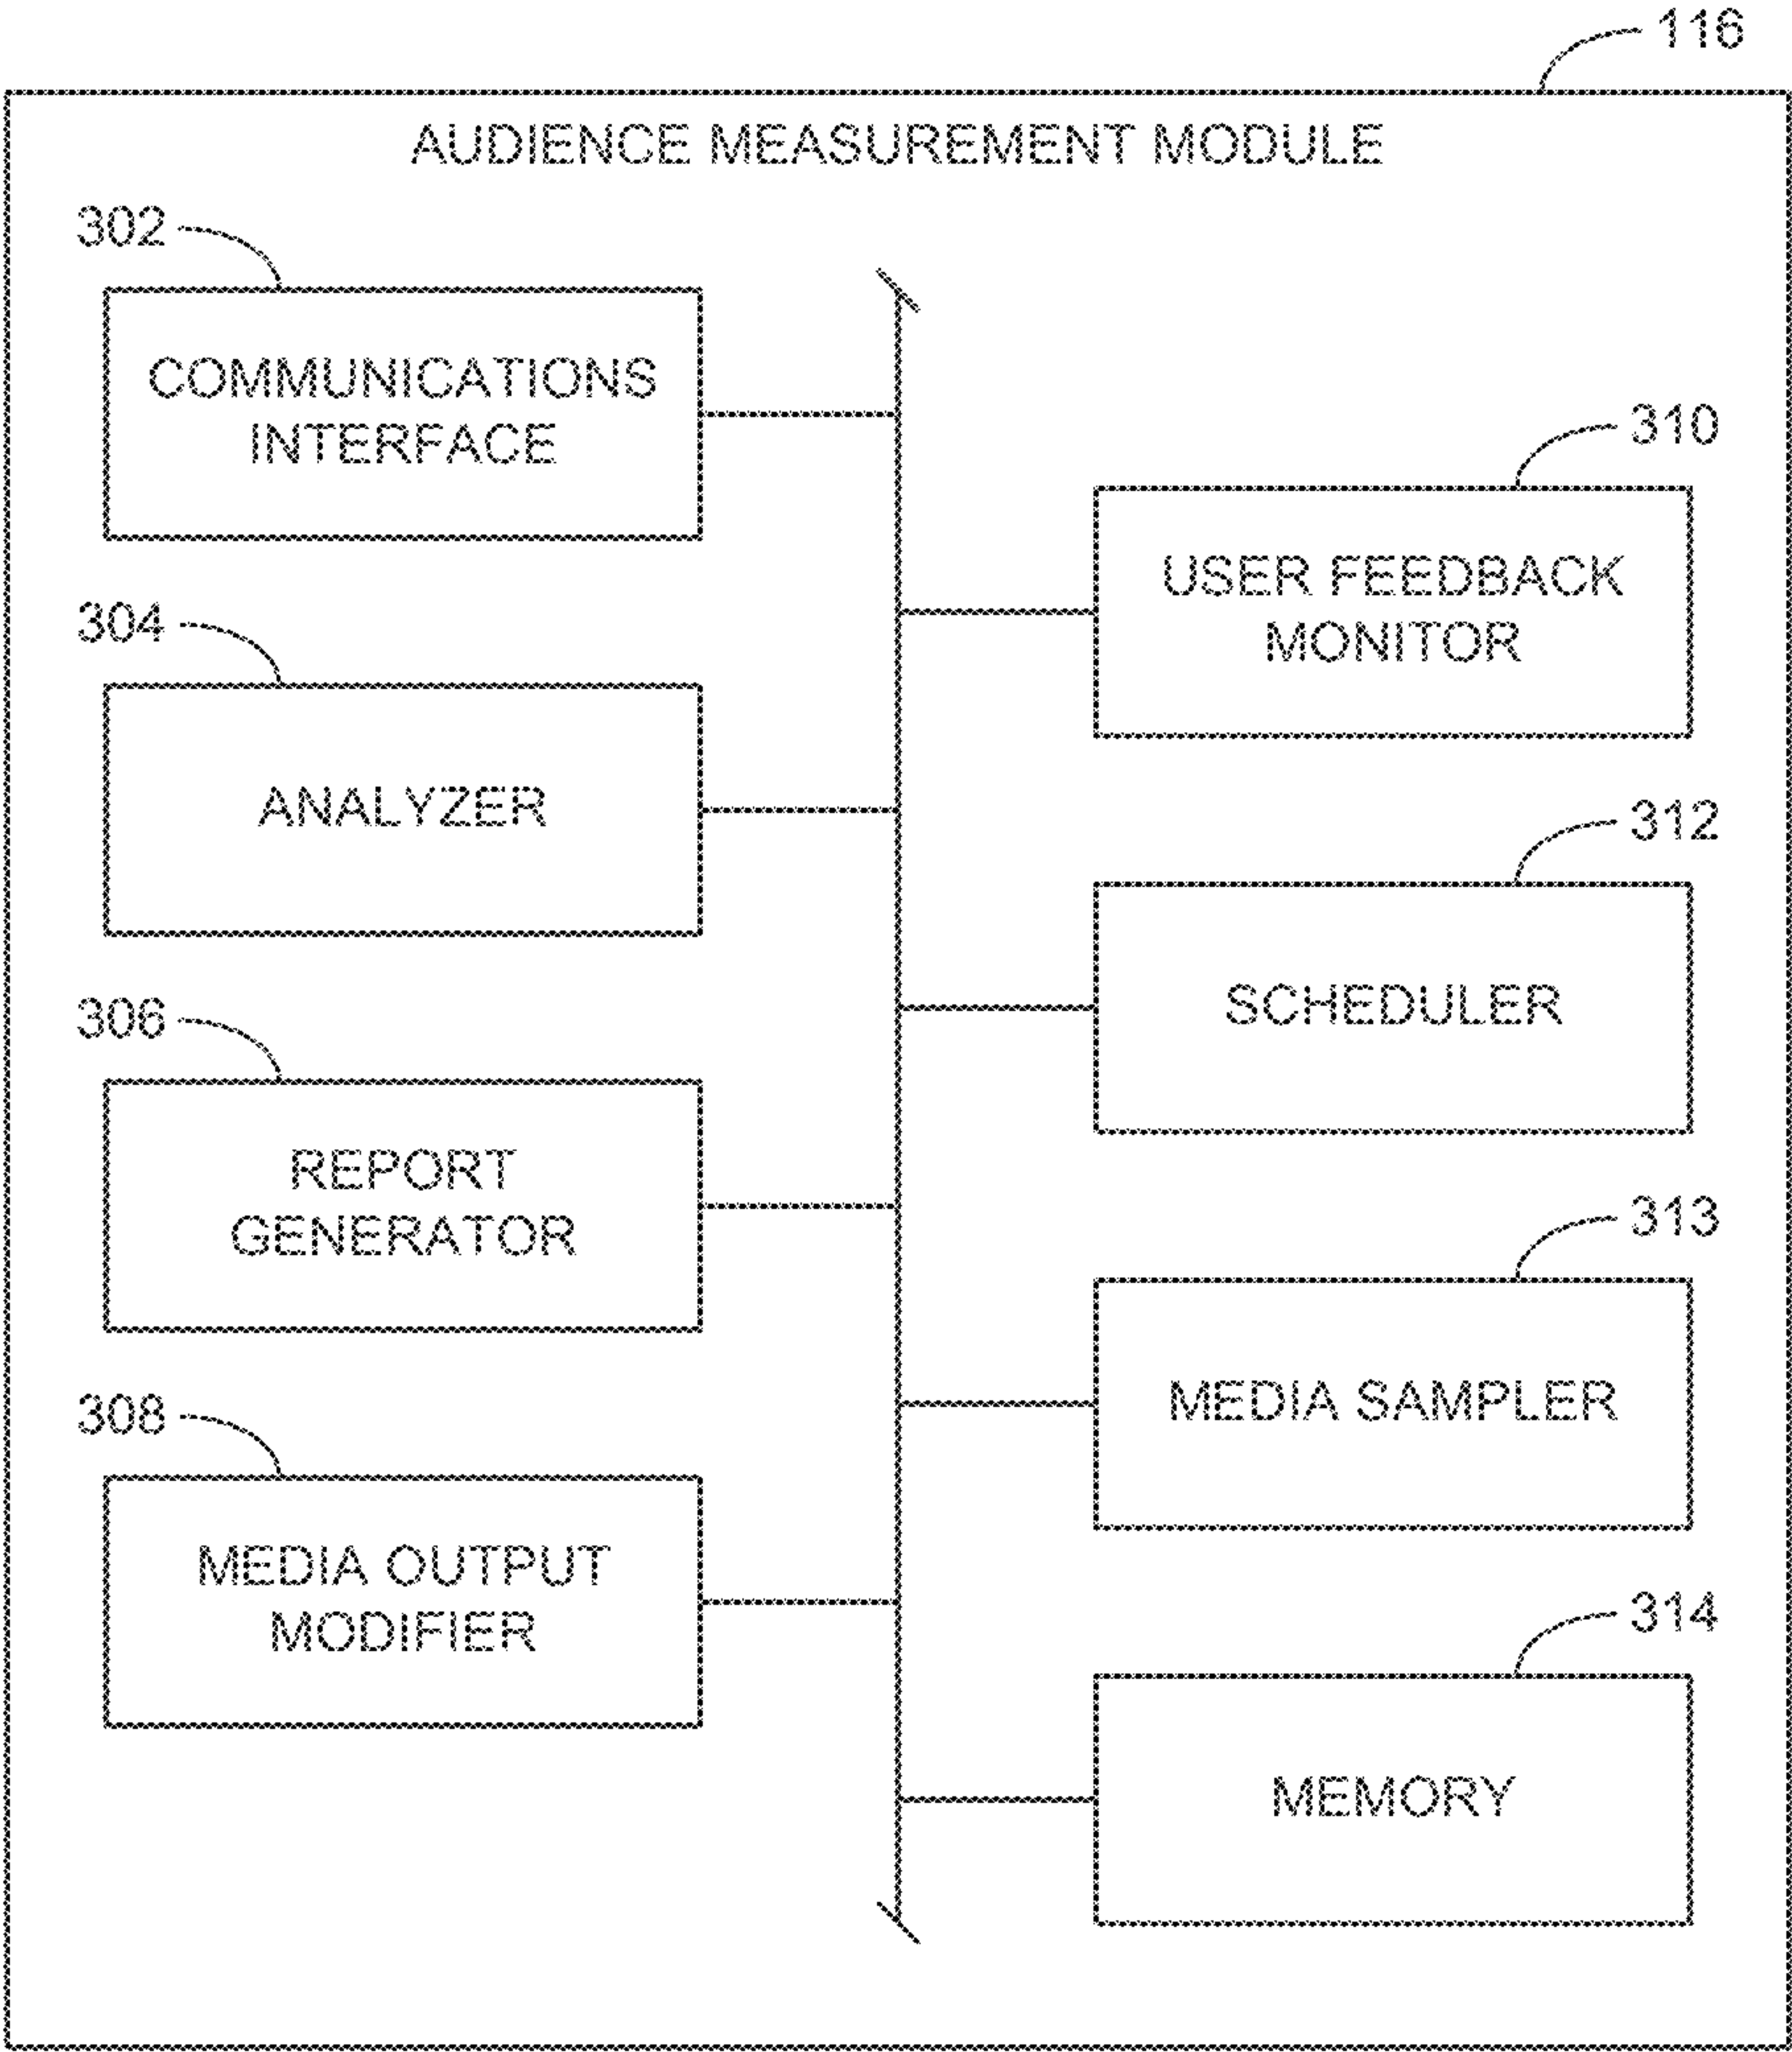 116
AUDIENCE MEASUREMENT MODULE
302
COMMUNICATIONS
INTERFACE
304
ANALYZER
306
REPORT
GENERATOR
308
MEDIA OUTPUT
MODIFIER
310
USER FEEDBACK
MONITOR
312
SCHEDULER
313
MEDIA SAMPLER
314
MEMORY